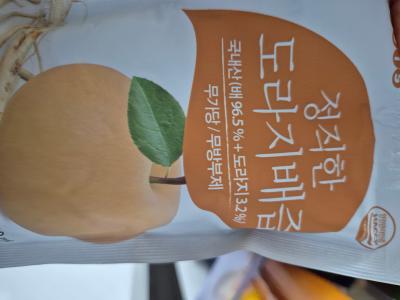 정직한
도라지배즙
국내산(배 96.5% + 도라지3.2%)
무가당 / 무방부제